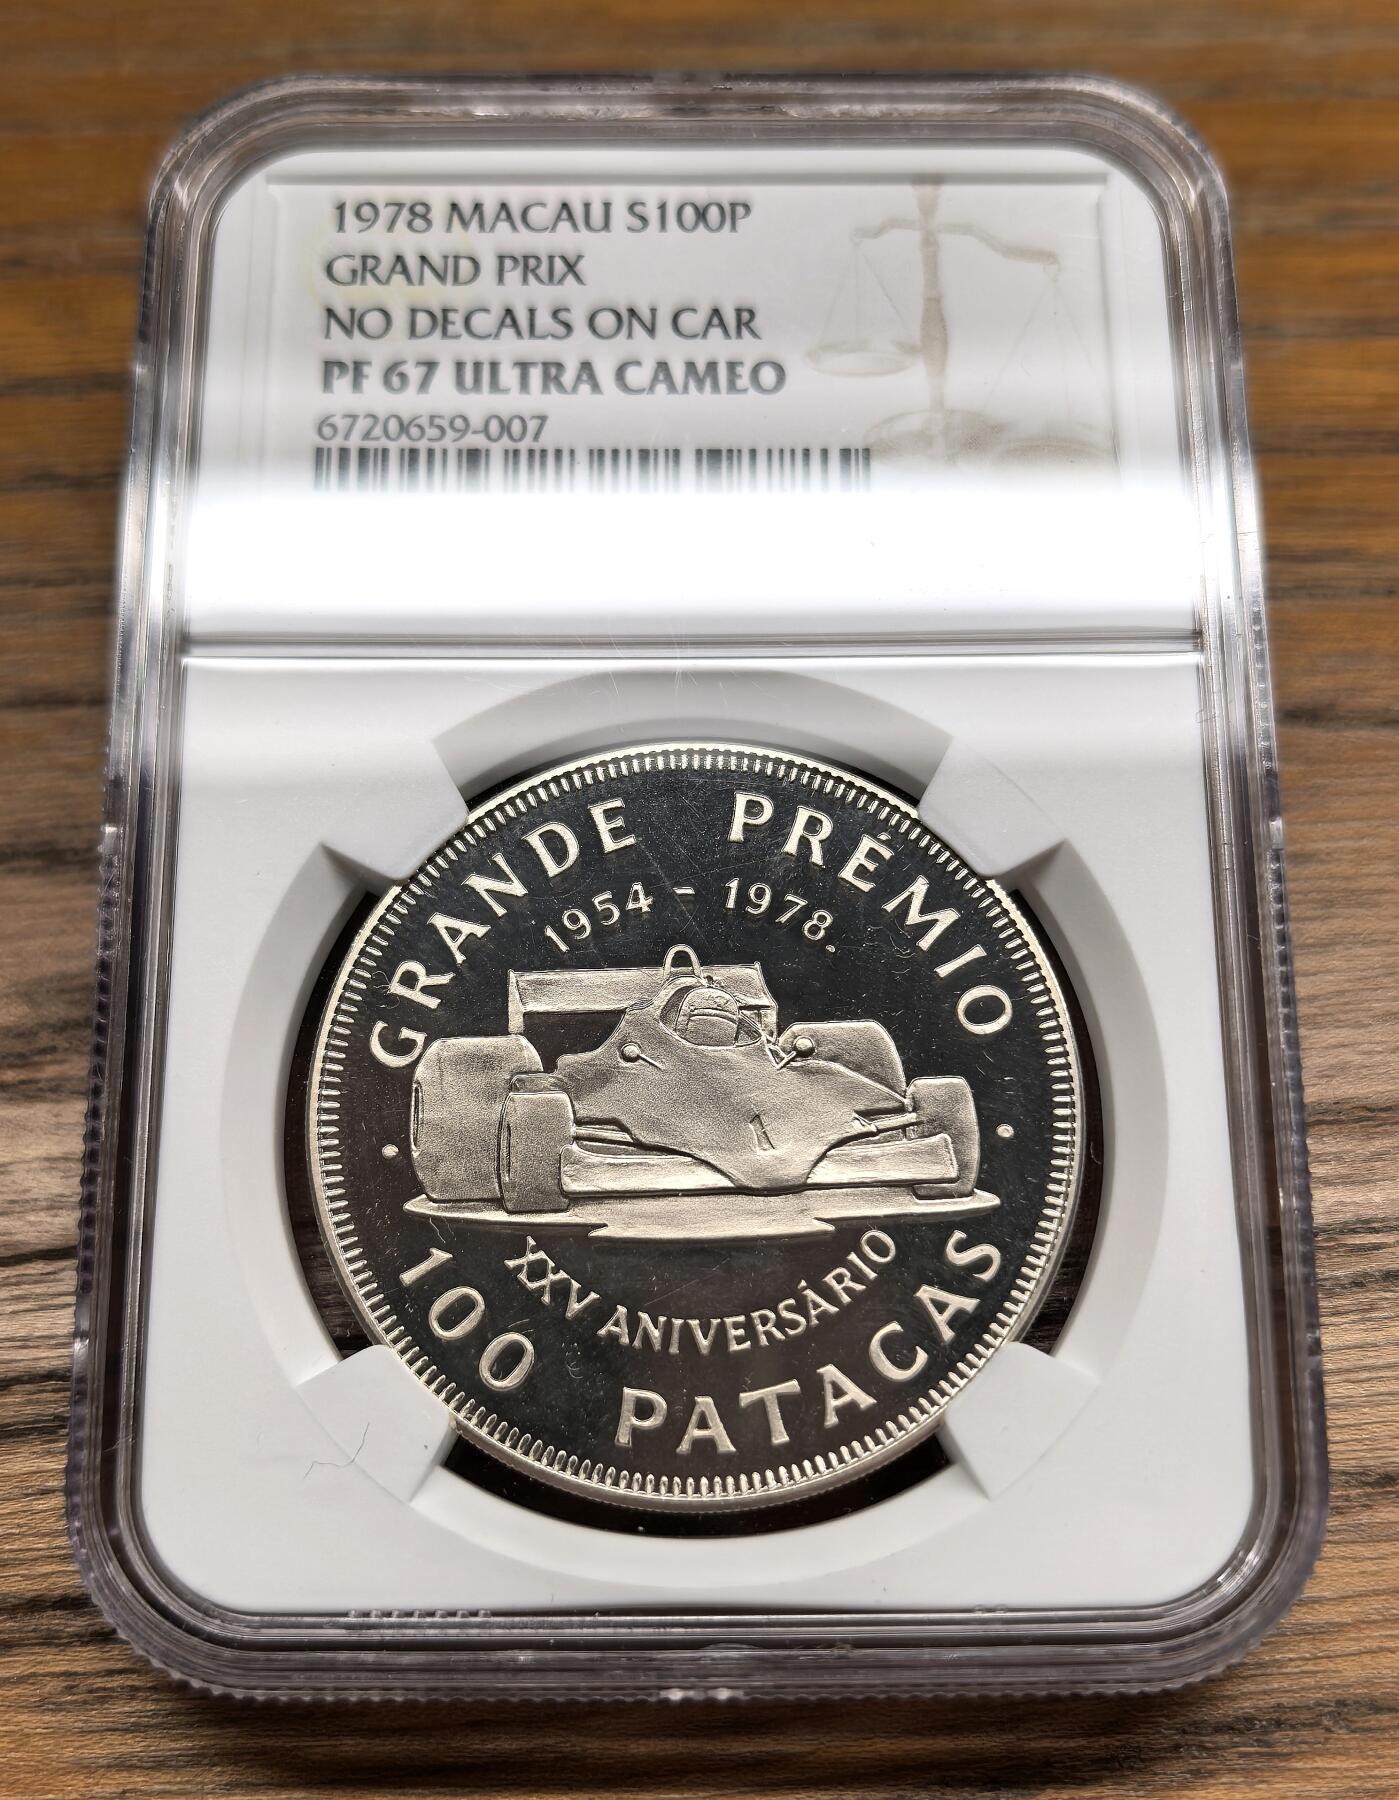 1978 MACAU S100P
GRAND PRIX
NO DECALS ON CAR
PF 67 ULTRA CAMEO
6720659-007
GRANDE PRÉMIO
1954 - 1978.
1
XXV ANIVERSÁRIO
100 PATACAS